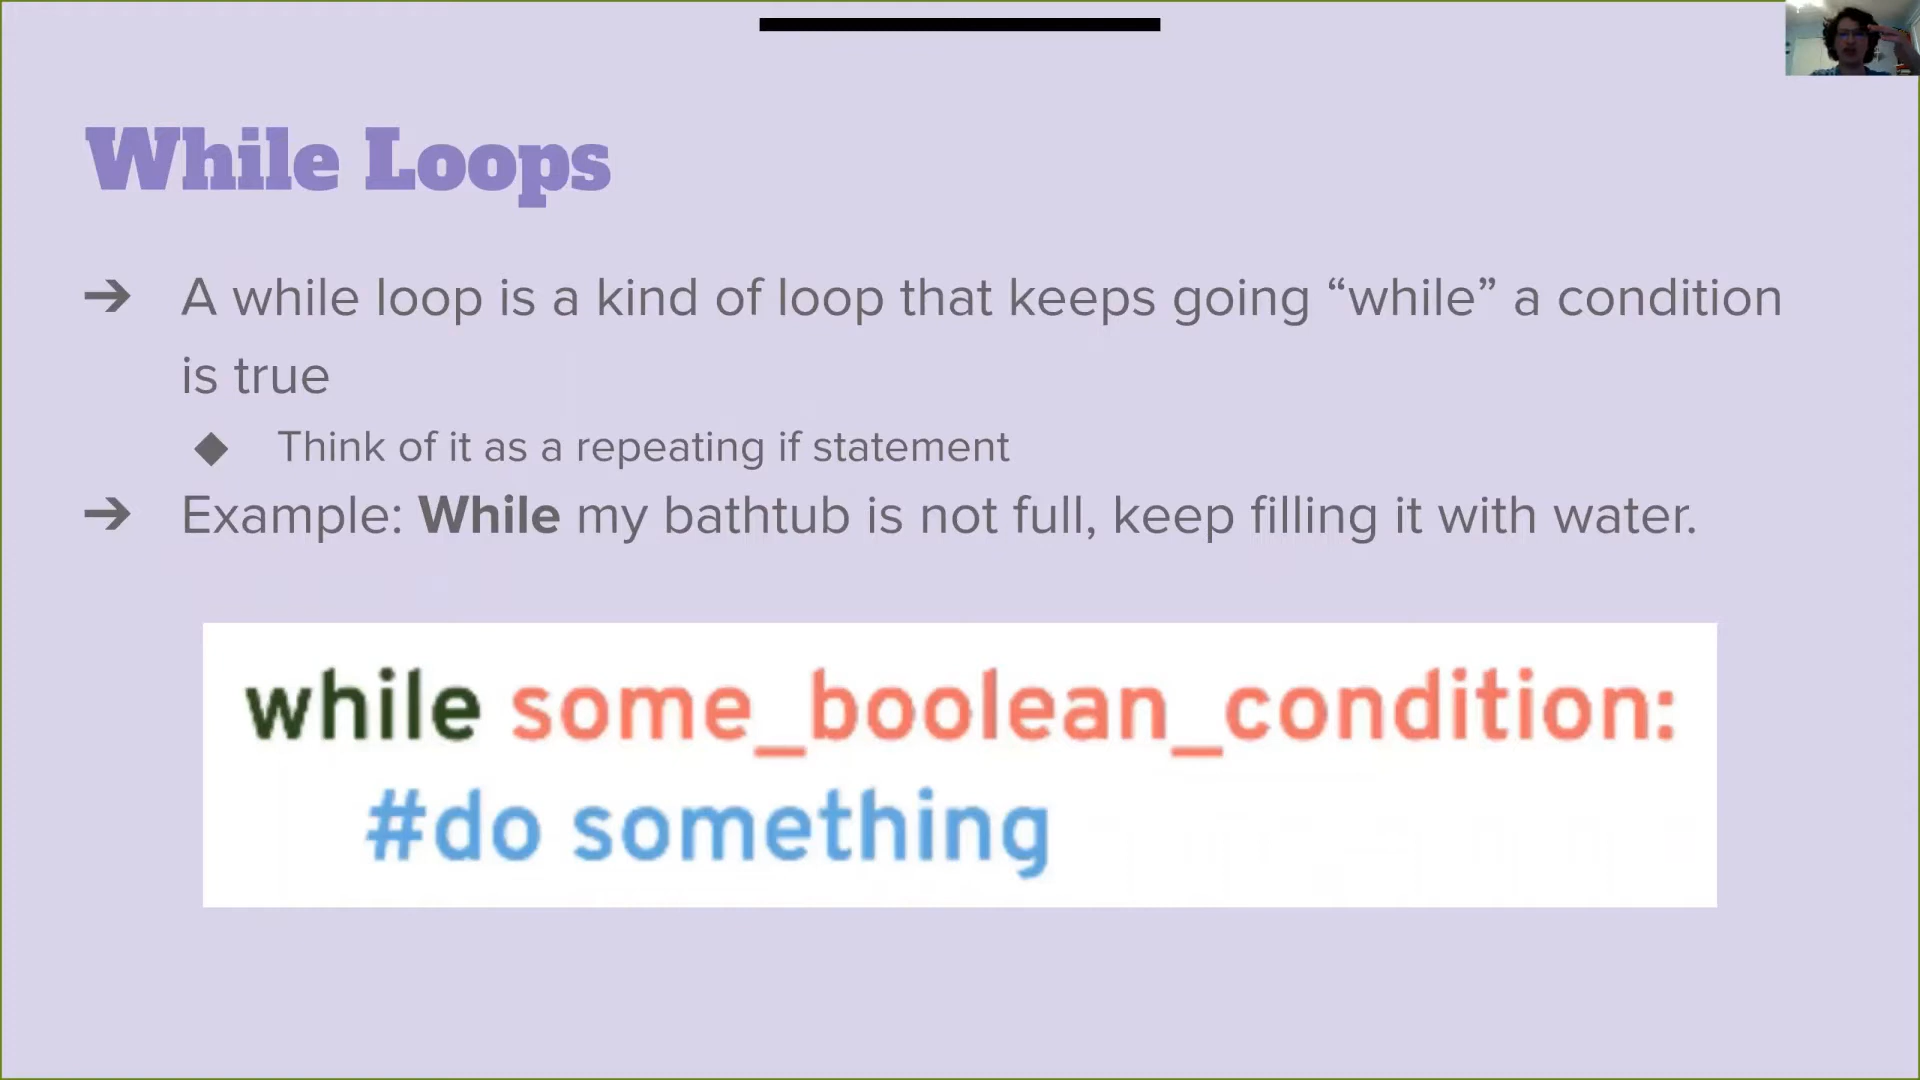 While Loops
➔ A while loop is a kind of loop that keeps going “while” a condition
is true
◆ Think of it as a repeating if statement
➔ Example: While my bathtub is not full, keep filling it with water.
while some_boolean_condition:
#do something